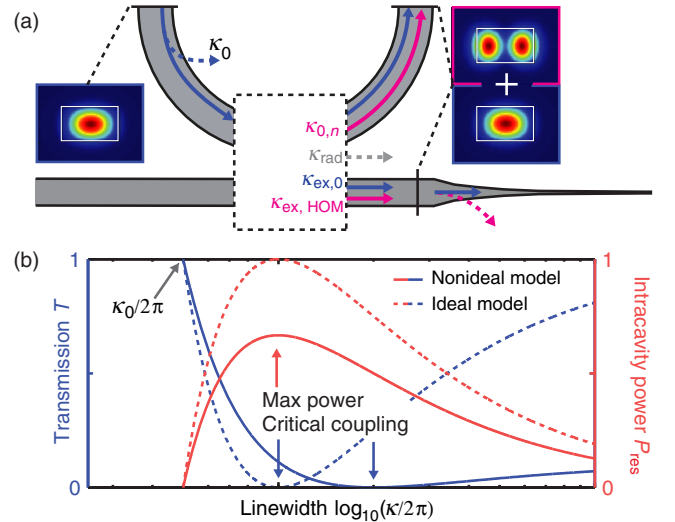 (a)
κ0
+
κ0,n
κrad
κex,0
κex, HOM
(b)
1
1
κ0/2π
Nonideal model
Ideal model
Max power
Critical coupling
Transmission T
Intracavity power Pres
0
0
Linewidth log10(κ/2π)